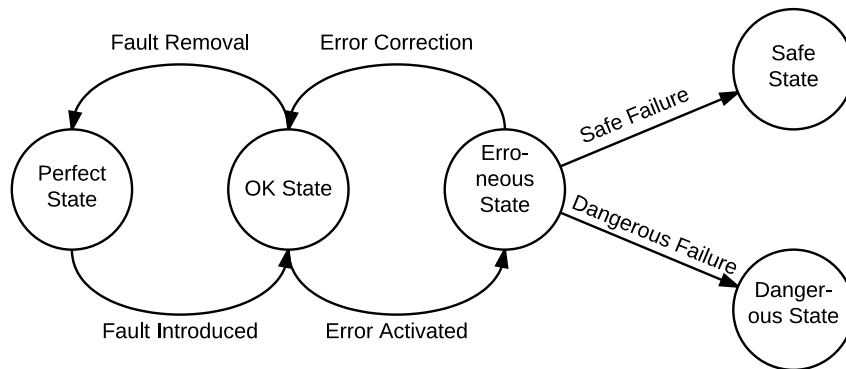 Fault Removal
Error Correction
Safe
State
Safe Failure
Perfect
State
OK State
Erro-
neous
State
Dangerous Failure
Danger-
ous State
Fault Introduced
Error Activated